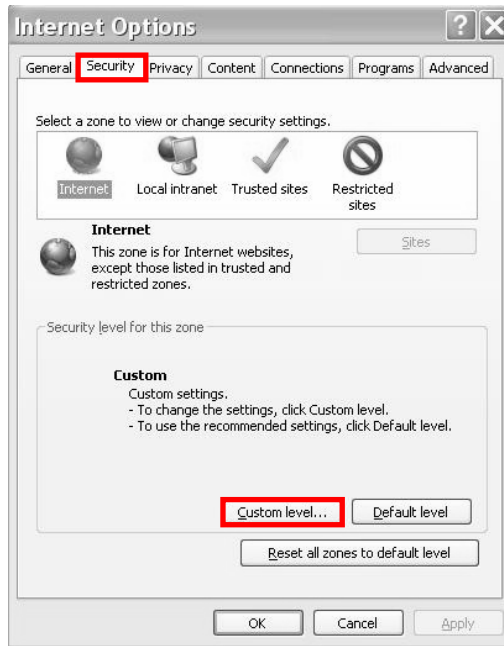 Internet Options
General Security Privacy Content Connections Programs Advanced
Select a zone to view or change security settings.
Internet Local intranet Trusted sites Restricted
sites
Internet
Sites
This zone is for Internet websites,
except those listed in trusted and
restricted zones.
Security level for this zone
Custom
Custom settings.
- To change the settings, click Custom level.
- To use the recommended settings, click Default level.
Custom level... Default level
Reset all zones to default level
OK Cancel Apply